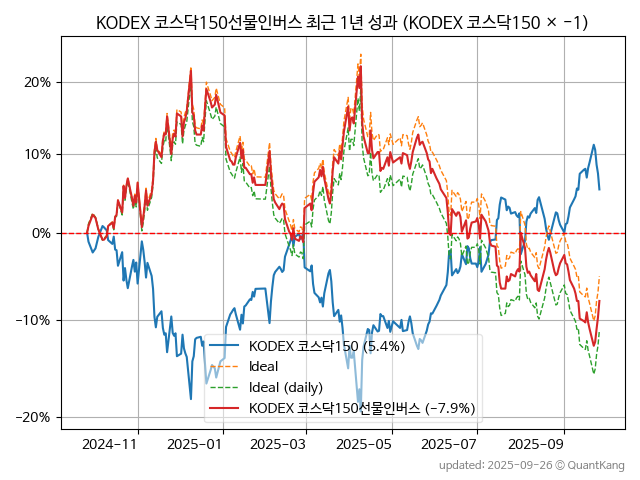 KODEX 코스닥150선물인버스 최근 1년 성과 (KODEX 코스닥150 × −1)
20%
10%
0%
−10%
−20%
KODEX 코스닥150 (5.4%)
Ideal
Ideal (daily)
KODEX 코스닥150선물인버스 (−7.9%)
2024-11 2025-01 2025-03 2025-05 2025-07 2025-09
updated: 2025-09-26 ⓒ QuantKang